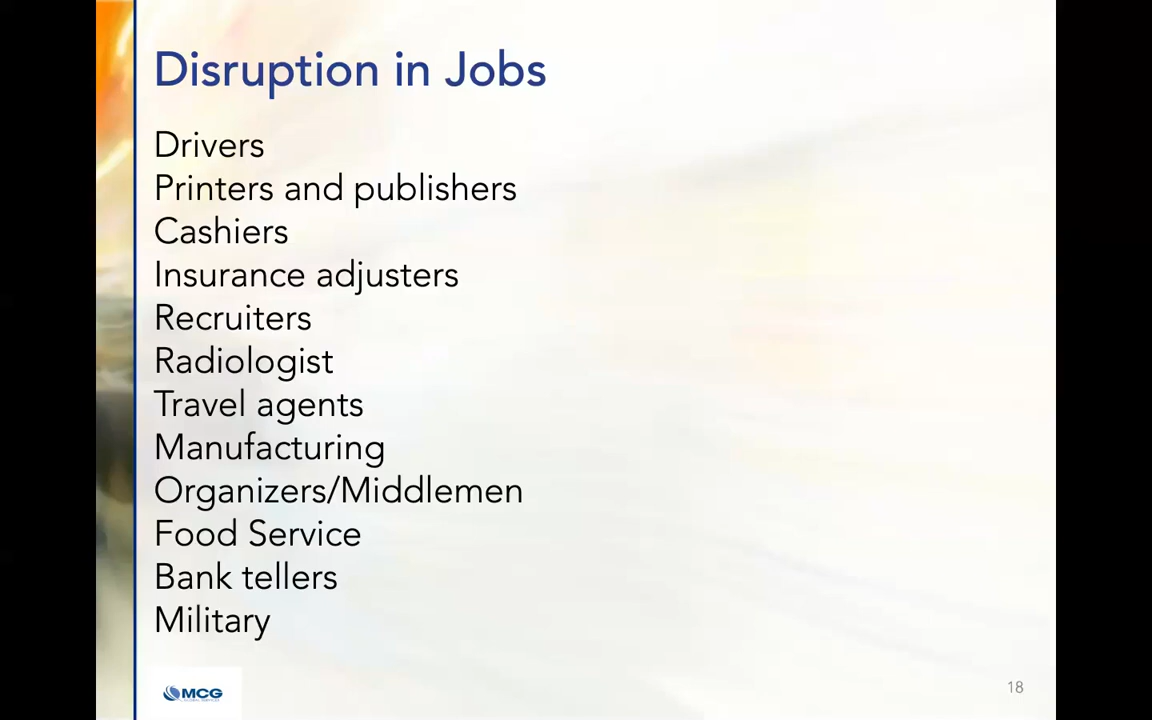 Disruption in Jobs
Drivers
Printers and publishers
Cashiers
Insurance adjusters
Recruiters
Radiologist
Travel agents
Manufacturing
Organizers/Middlemen
Food Service
Bank tellers
Military
MCG
18